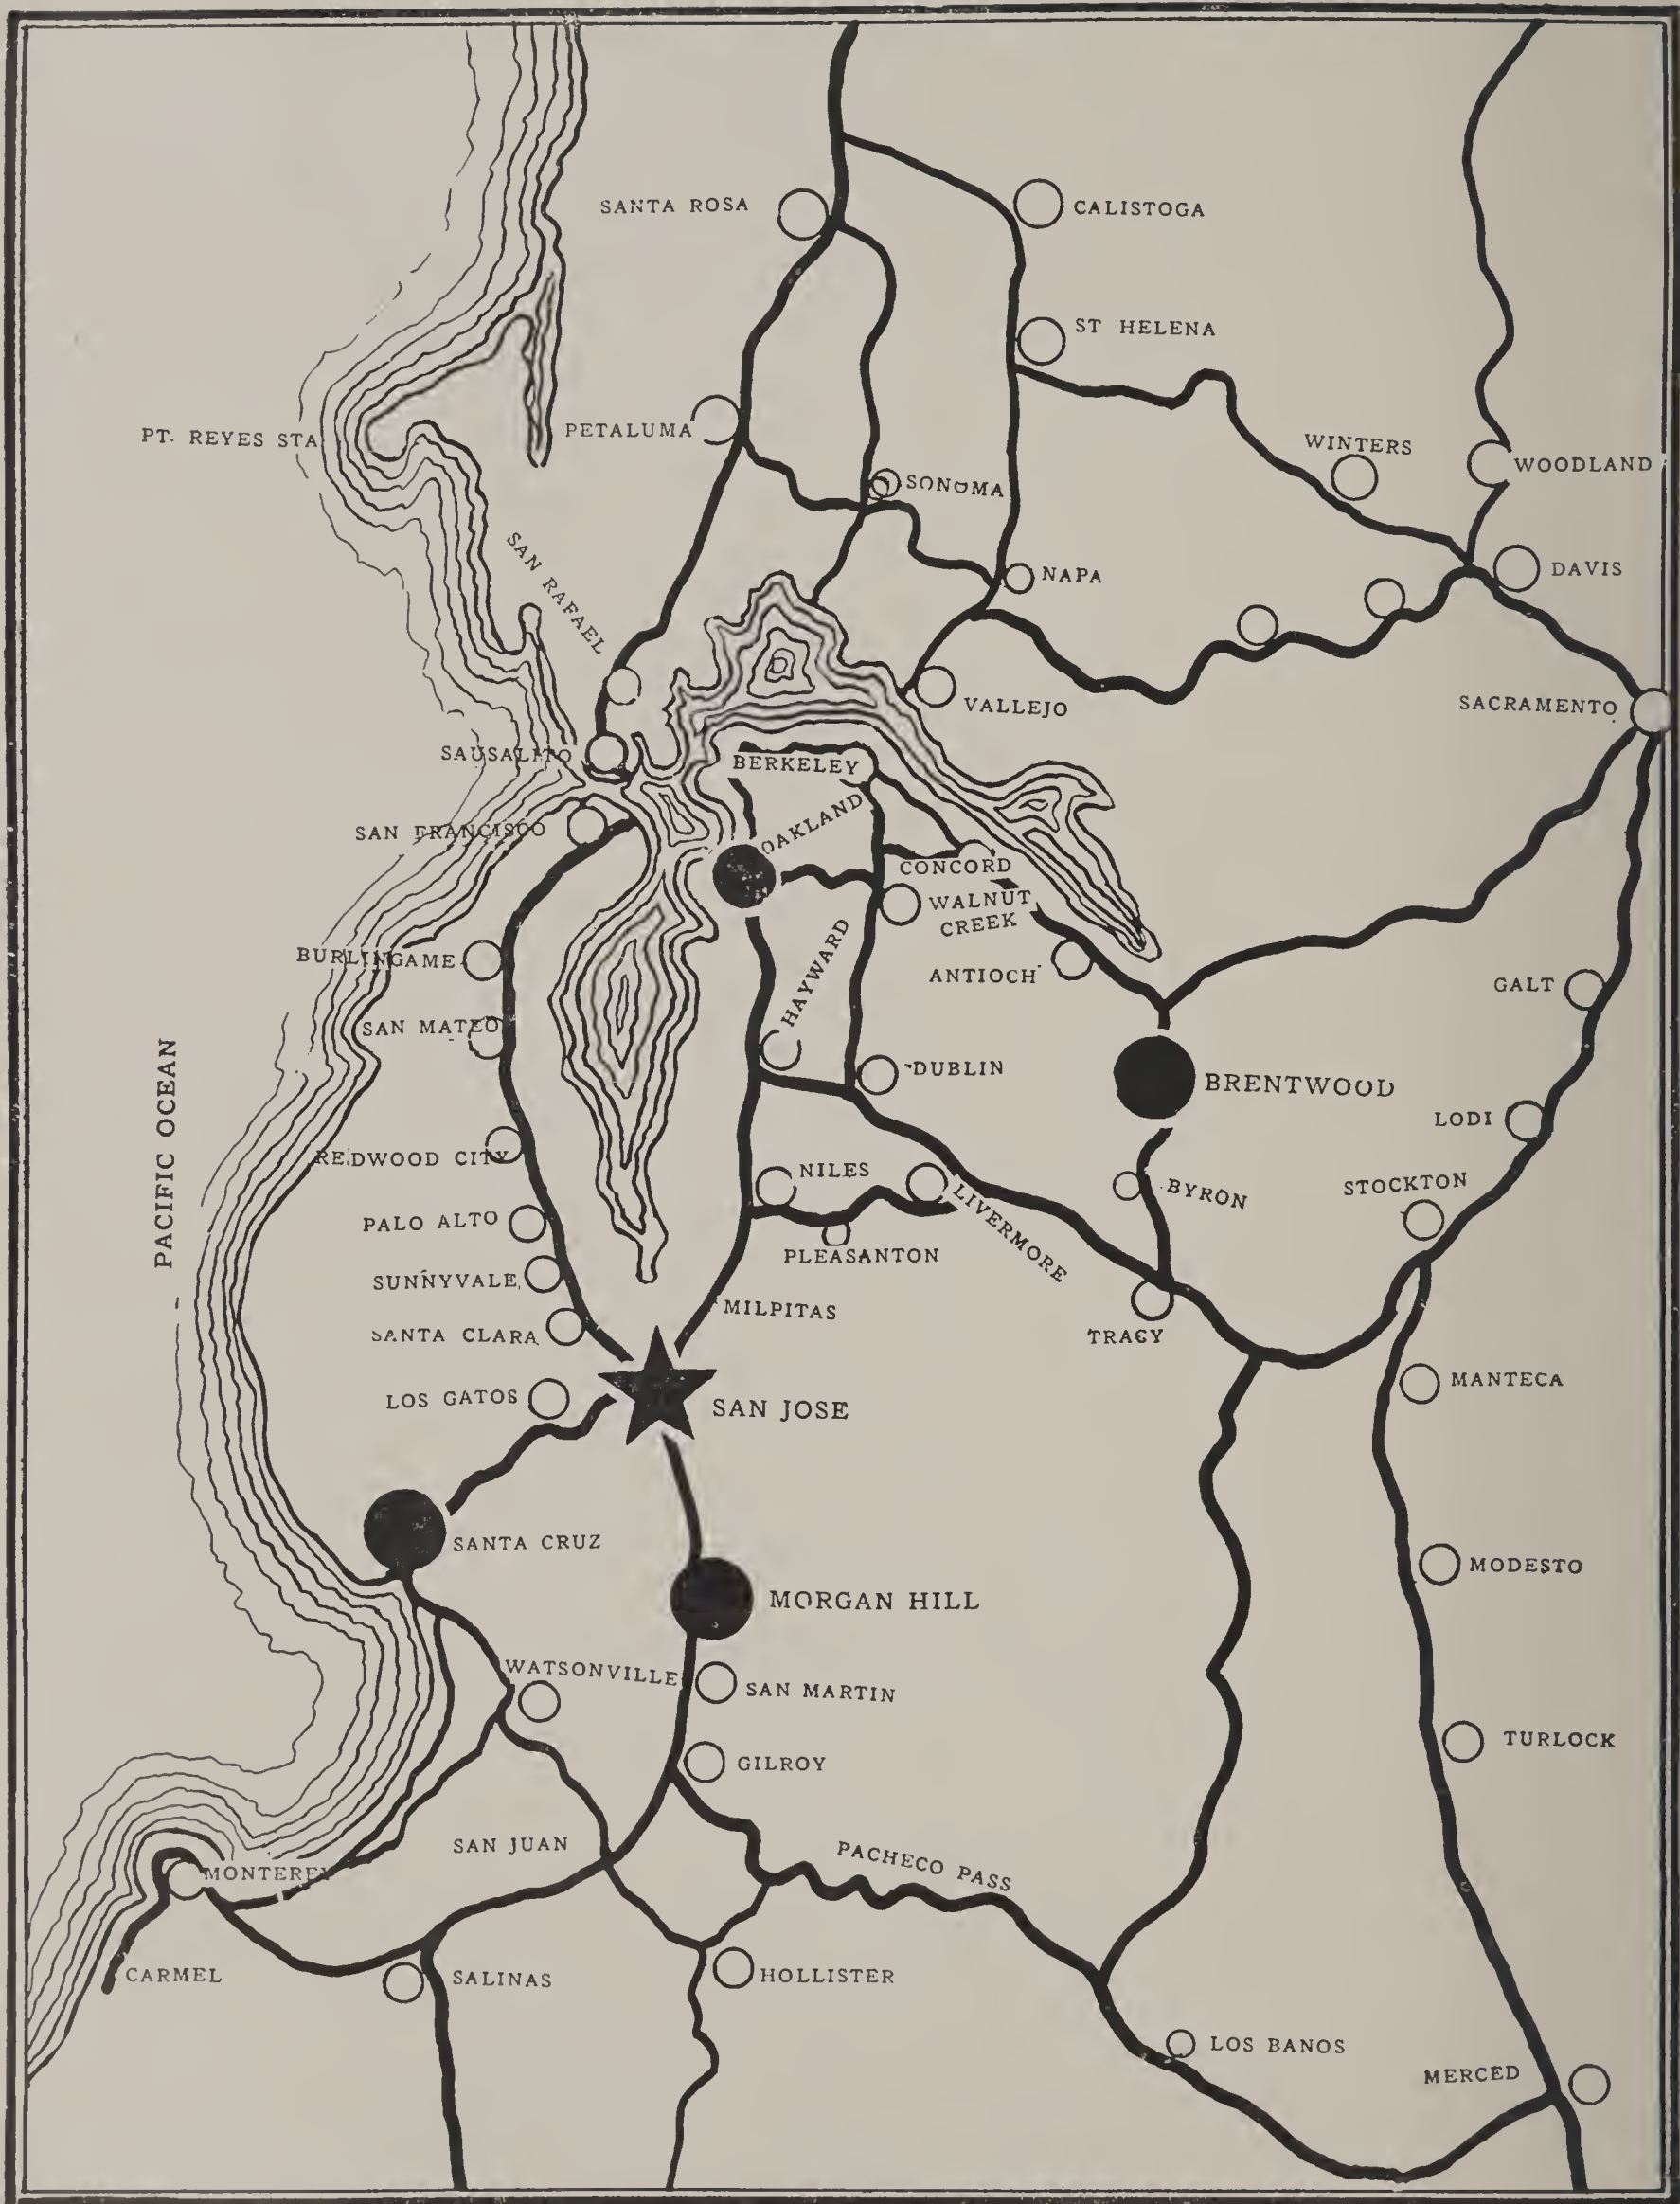 SANTA ROSA
CALISTOGA
ST HELENA
PT. REYES STA
PETALUMA
WINTERS
WOODLAND
SONOMA
SAN RAFAEL
NAPA
DAVIS
VALLEJO
SACRAMENTO
SAUSALITO
BERKELEY
SAN FRANCISCO
OAKLAND
CONCORD
WALNUT
CREEK
BURLINGAME
HAYWARD
ANTIOCH
GALT
SAN MATEO
DUBLIN
BRENTWOOD
PACIFIC OCEAN
LODI
REDWOOD CITY
NILES
BYRON
STOCKTON
PALO ALTO
LIVERMORE
PLEASANTON
SUNNYVALE
MILPITAS
SANTA CLARA
TRACY
MANTECA
LOS GATOS
SAN JOSE
SANTA CRUZ
MODESTO
MORGAN HILL
WATSONVILLE
SAN MARTIN
TURLOCK
GILROY
SAN JUAN
PACHECO PASS
MONTEREY
CARMEL
SALINAS
HOLLISTER
LOS BANOS
MERCED